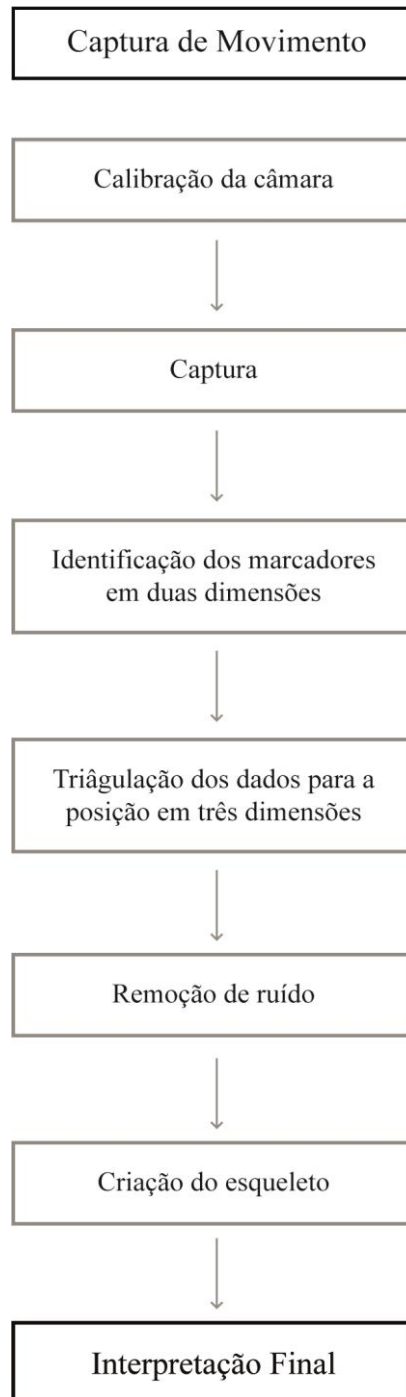 Captura de Movimento
Calibração da câmara
Captura
Identificação dos marcadores
em duas dimensões
Triâgulação dos dados para a
posição em três dimensões
Remoção de ruído
Criação do esqueleto
Interpretação Final